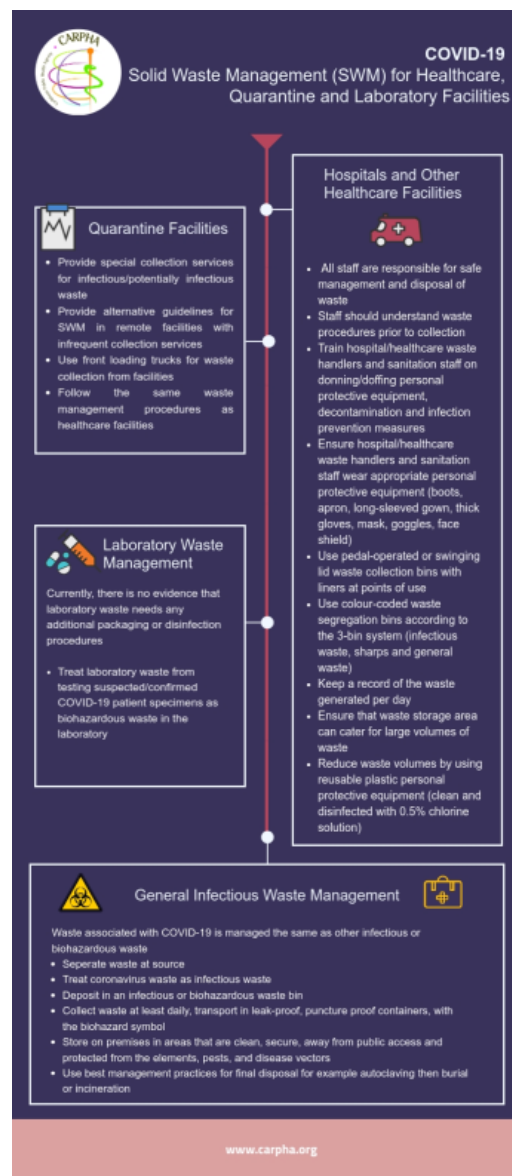 CARPHA
COVID-19
Solid Waste Management (SWM) for Healthcare,
Quarantine and Laboratory Facilities
Quarantine Facilities
• Provide special collection services
for infectious/potentially infectious
waste
• Provide alternative guidelines for
SWM in remote facilities with
infrequent collection services
• Use front loading trucks for waste
collection from facilities
• Follow the same waste
management procedures as
healthcare facilities
Hospitals and Other
Healthcare Facilities
• All staff are responsible for safe
management and disposal of
waste
• Staff should understand waste
procedures prior to collection
• Train hospital/healthcare waste
handlers and sanitation staff on
donning/doffing personal
protective equipment,
decontamination and infection
prevention measures
• Ensure hospital/healthcare
waste handlers and sanitation
staff wear appropriate personal
protective equipment (boots,
apron, long-sleeved gown, thick
gloves, mask, goggles, face
shield)
• Use pedal-operated or swinging
lid waste collection bins with
liners at points of use
• Use colour-coded waste
segregation bins according to
the 3-bin system (infectious
waste, sharps and general
waste)
• Keep a record of the waste
generated per day
• Ensure that waste storage area
can cater for large volumes of
waste
• Reduce waste volumes by using
reusable plastic personal
protective equipment (clean and
disinfected with 0.5% chlorine
solution)
Laboratory Waste
Management
Currently, there is no evidence that
laboratory waste needs any
additional packaging or disinfection
procedures
• Treat laboratory waste from
testing suspected/confirmed
COVID-19 patient specimens as
biohazardous waste in the
laboratory
General Infectious Waste Management
Waste associated with COVID-19 is managed the same as other infectious or
biohazardous waste
• Seperate waste at source
• Treat coronavirus waste as infectious waste
• Deposit in an infectious or biohazardous waste bin
• Collect waste at least daily, transport in leak-proof, puncture proof containers, with
the biohazard symbol
• Store on premises in areas that are clean, secure, away from public access and
protected from the elements, pests, and disease vectors
• Use best management practices for final disposal for example autoclaving then burial
or incineration
www.carpha.org